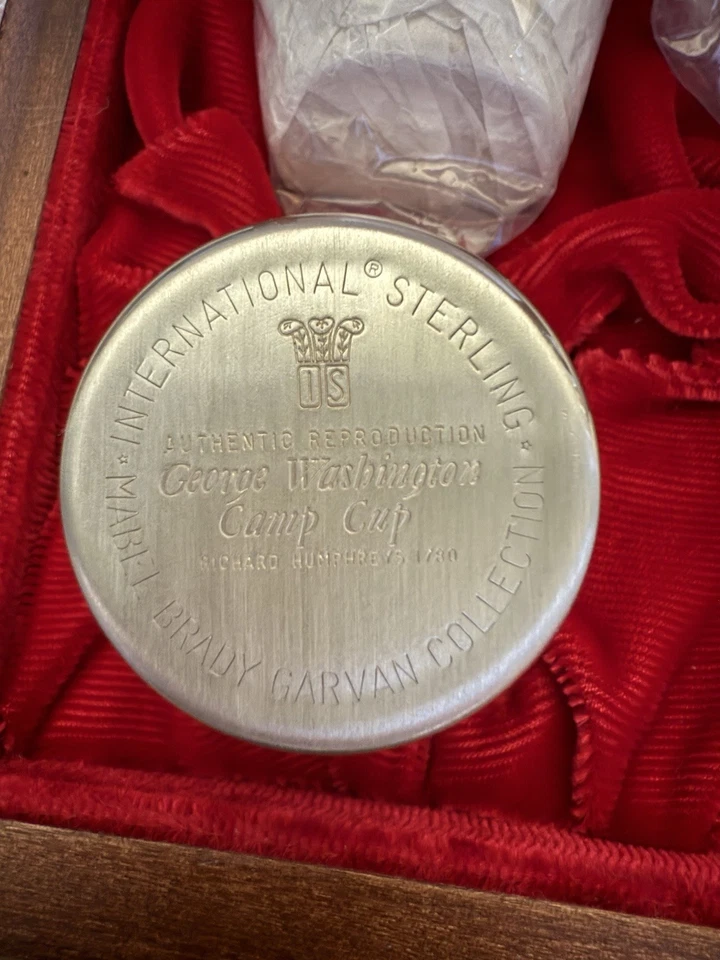 INTERNATIONAL® STERLING
IS
AUTHENTIC REPRODUCTION
George Washington
Camp Cup
RICHARD HUMPHREYS, 1780
* MABEL BRADY GARVAN COLLECTION *